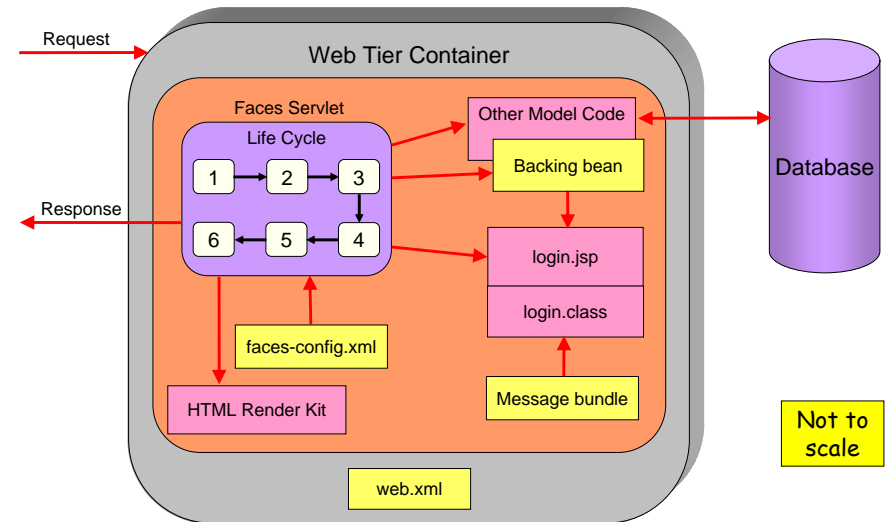 Request
Web Tier Container
Faces Servlet
Life Cycle
1 2 3
6 5 4
Response
Other Model Code
Backing bean
Database
login.jsp
login.class
faces-config.xml
HTML Render Kit
Message bundle
web.xml
Not to
scale